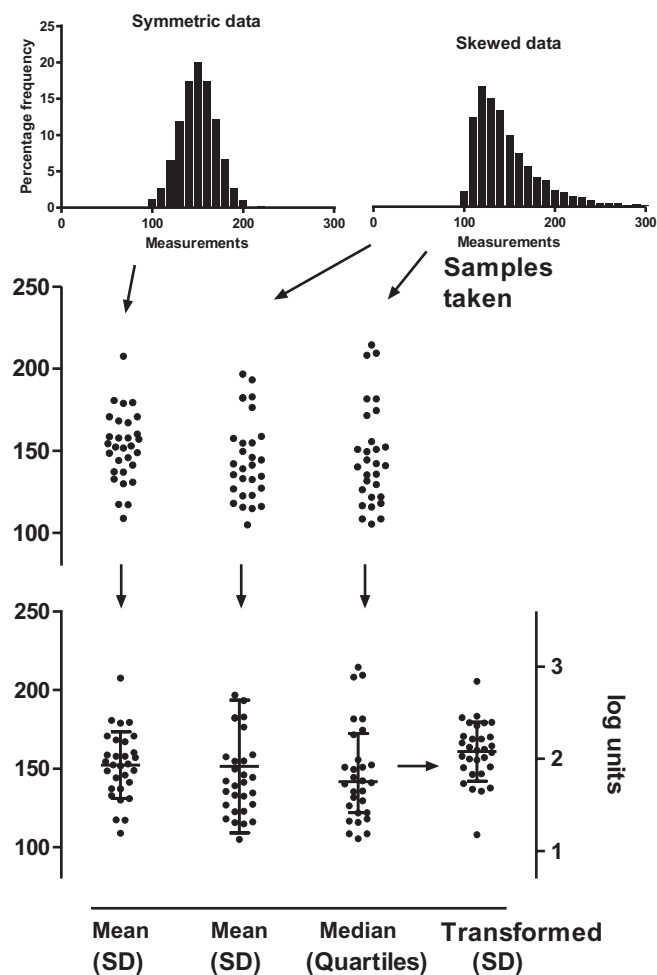 Symmetric data
Skewed data
Percentage frequency
25
20
15
10
5
0
0 100 200 300
Measurements
0 100 200 300
Measurements
Samples
taken
250
200
150
100
250
200
150
100
3
2
1
log units
Mean
(SD)
Mean
(SD)
Median
(Quartiles)
Transformed
(SD)